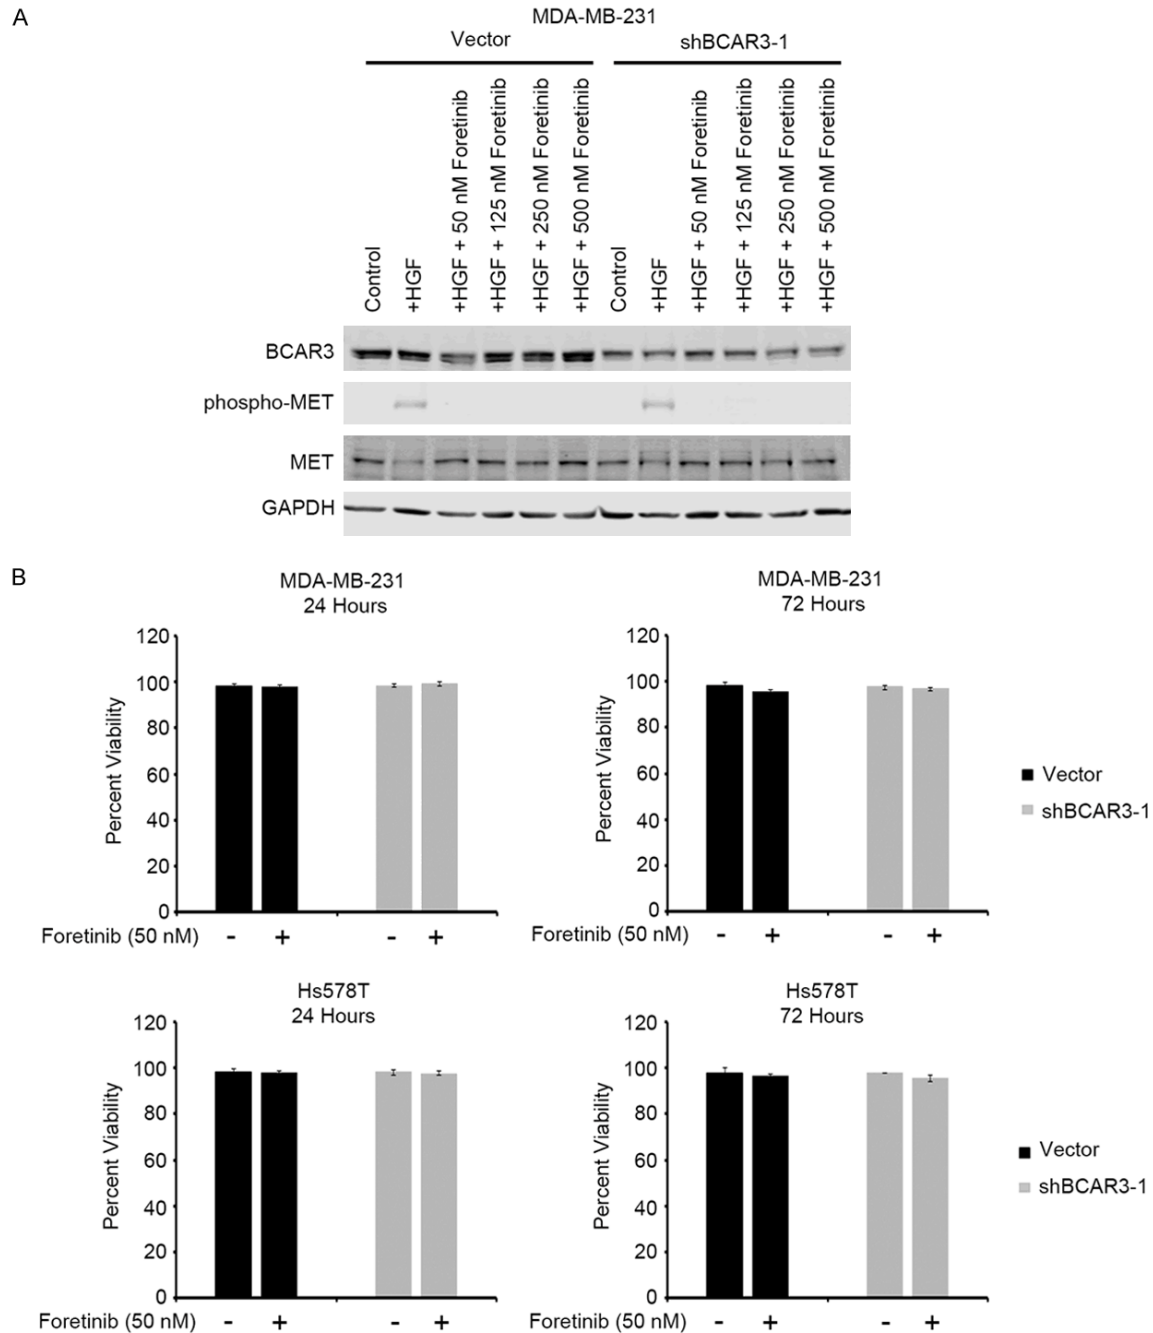 A
MDA-MB-231
Vector
shBCAR3-1
Control
+HGF
+HGF + 50 nM Foretinib
+HGF + 125 nM Foretinib
+HGF + 250 nM Foretinib
+HGF + 500 nM Foretinib
Control
+HGF
+HGF + 50 nM Foretinib
+HGF + 125 nM Foretinib
+HGF + 250 nM Foretinib
+HGF + 500 nM Foretinib
BCAR3
phospho-MET
MET
GAPDH
B
MDA-MB-231
24 Hours
Percent Viability
120
100
80
60
40
20
0
Foretinib (50 nM) - + - +
MDA-MB-231
72 Hours
Percent Viability
120
100
80
60
40
20
0
Foretinib (50 nM) - + - +
Vector
shBCAR3-1
Hs578T
24 Hours
Percent Viability
120
100
80
60
40
20
0
Foretinib (50 nM) - + - +
Hs578T
72 Hours
Percent Viability
120
100
80
60
40
20
0
Foretinib (50 nM) - + - +
Vector
shBCAR3-1